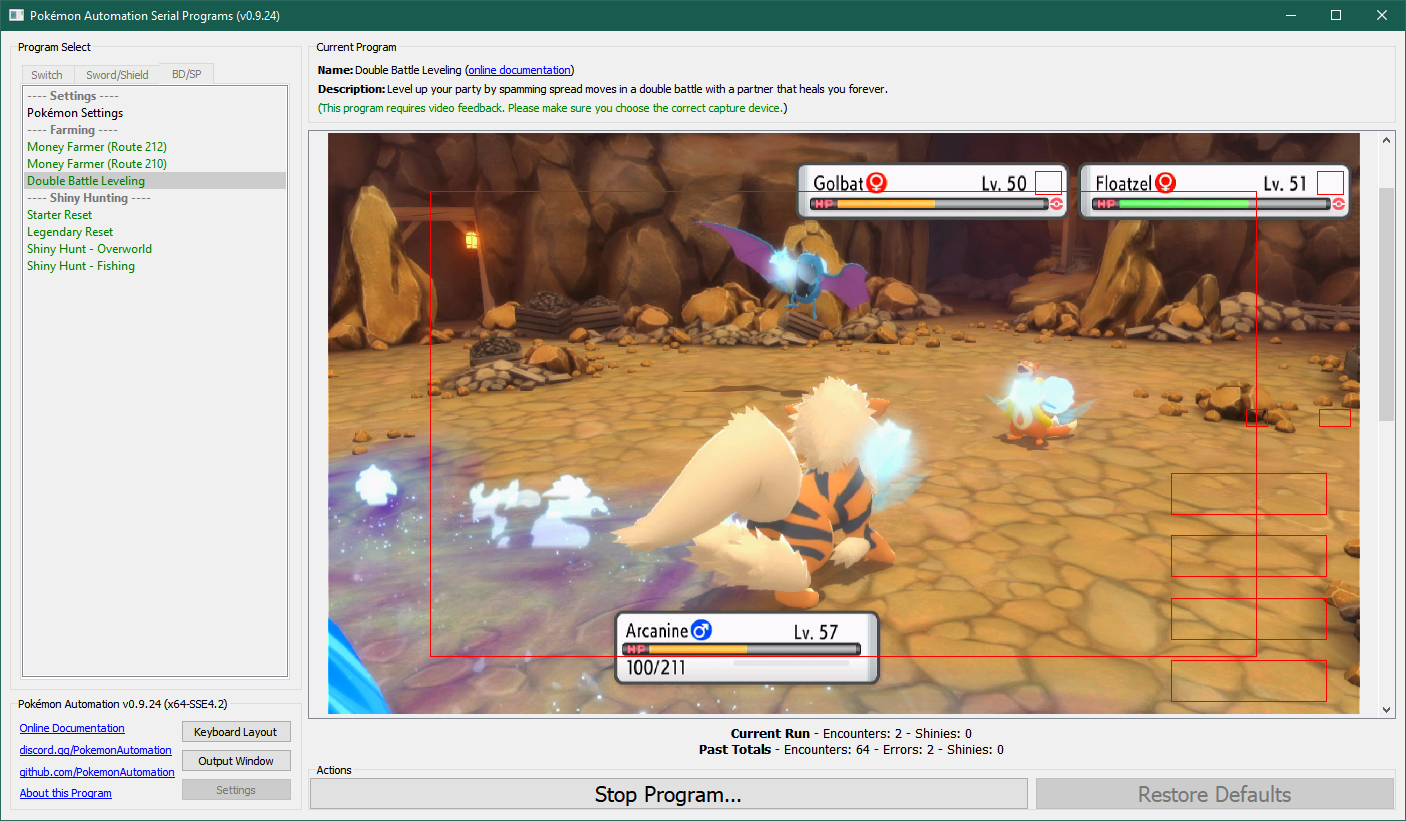 Pokémon Automation Serial Programs (v0.9.24)
Program Select
Switch Sword/Shield BD/SP
---- Settings ----
Pokémon Settings
---- Farming ----
Money Farmer (Route 212)
Money Farmer (Route 210)
Double Battle Leveling
---- Shiny Hunting ----
Starter Reset
Legendary Reset
Shiny Hunt - Overworld
Shiny Hunt - Fishing
Pokémon Automation v0.9.24 (x64-SSE4.2)
Online Documentation
discord.gg/PokemonAutomation
github.com/PokemonAutomation
About this Program
Keyboard Layout
Output Window
Settings
Current Program
Name: Double Battle Leveling (online documentation)
Description: Level up your party by spamming spread moves in a double battle with a partner that heals you forever.
(This program requires video feedback. Please make sure you choose the correct capture device.)
Golbat Lv. 50
HP
Floatzel Lv. 51
HP
Arcanine Lv. 57
HP
100/211
Current Run - Encounters: 2 - Shinies: 0
Past Totals - Encounters: 64 - Errors: 2 - Shinies: 0
Actions
Stop Program...
Restore Defaults